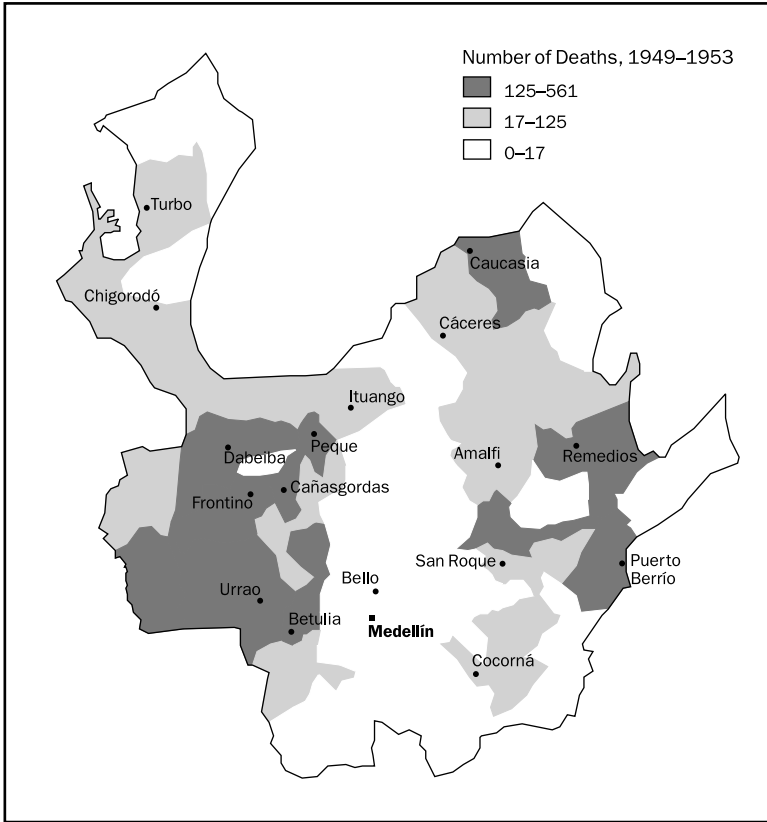 Number of Deaths, 1949–1953
125–561
17–125
0–17
Turbo
Caucasia
Chigorodó
Cáceres
Ituango
Peque
Dabeiba
Amalfi
Remedios
Cañasgordas
Frontino
San Roque
Puerto
Berrío
Bello
Urrao
Betulia
Medellín
Cocorná